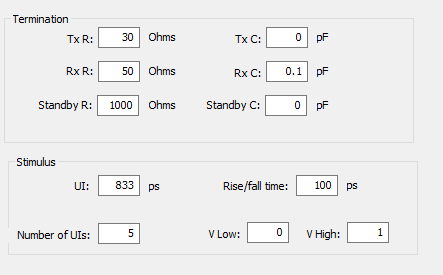 Termination
Tx R: 30 Ohms Tx C: 0 pF
Rx R: 50 Ohms Rx C: 0.1 pF
Standby R: 1000 Ohms Standby C: 0 pF
Stimulus
UI: 833 ps Rise/fall time: 100 ps
Number of UIs: 5 V Low: 0 V High: 1